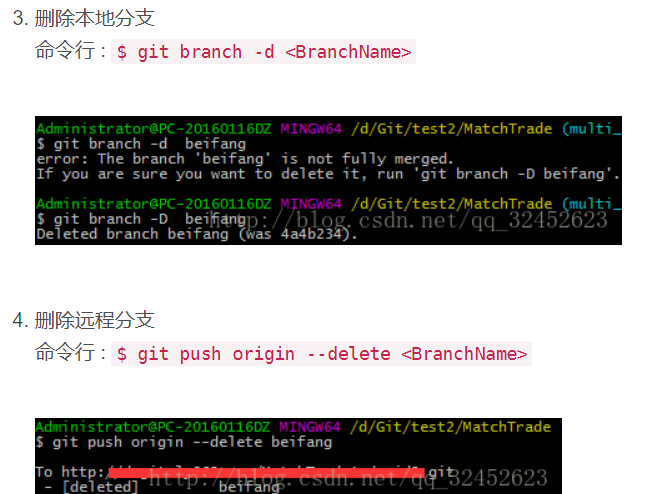 3. 删除本地分支
命令行 : $ git branch -d <BranchName>
Administrator@PC-20160116DZ MINGW64 /d/Git/test2/MatchTrade (multi_
$ git branch -d  beifang
error: The branch 'beifang' is not fully merged.
If you are sure you want to delete it, run 'git branch -D beifang'.
Administrator@PC-20160116DZ MINGW64 /d/Git/test2/MatchTrade (multi_
$ git branch -D  beifang
http://blog.csdn.net/qq_32452623
Deleted branch beifang (was 4a4b234).
4. 删除远程分支
命令行 : $ git push origin --delete <BranchName>
Administrator@PC-20160116DZ MINGW64 /d/Git/test2/MatchTrade
$ git push origin --delete beifang
To http: .git
http://blog.csdn.net/qq_32452623
- [deleted] beifang